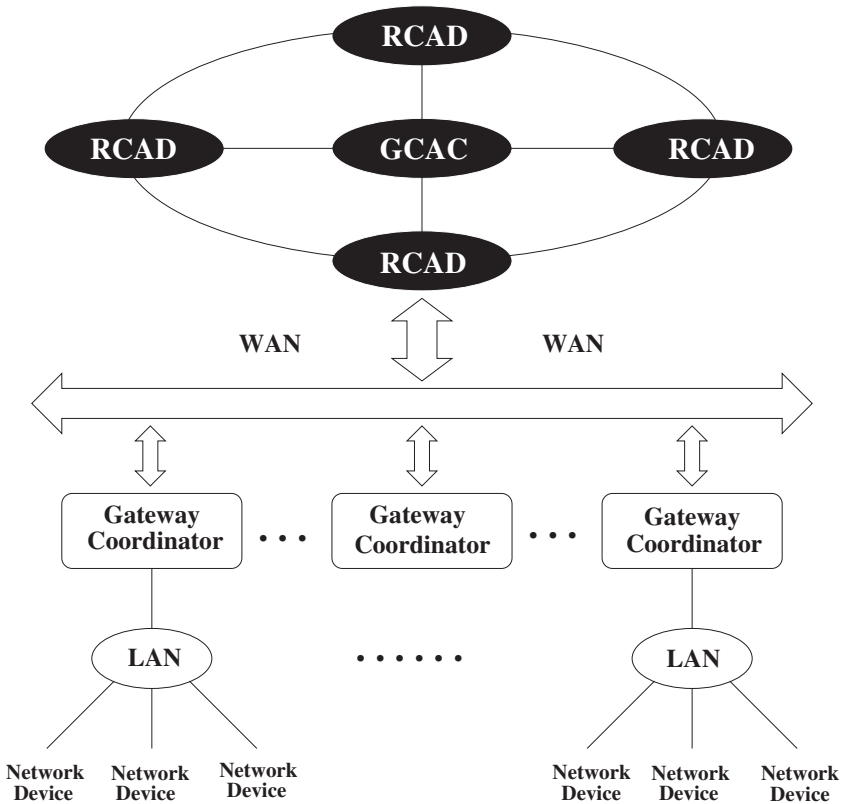 RCAD
RCAD
GCAC
RCAD
RCAD
WAN
WAN
Gateway
Coordinator
. . .
Gateway
Coordinator
. . .
Gateway
Coordinator
LAN
. . . . . .
LAN
Network
Device
Network
Device
Network
Device
Network
Device
Network
Device
Network
Device